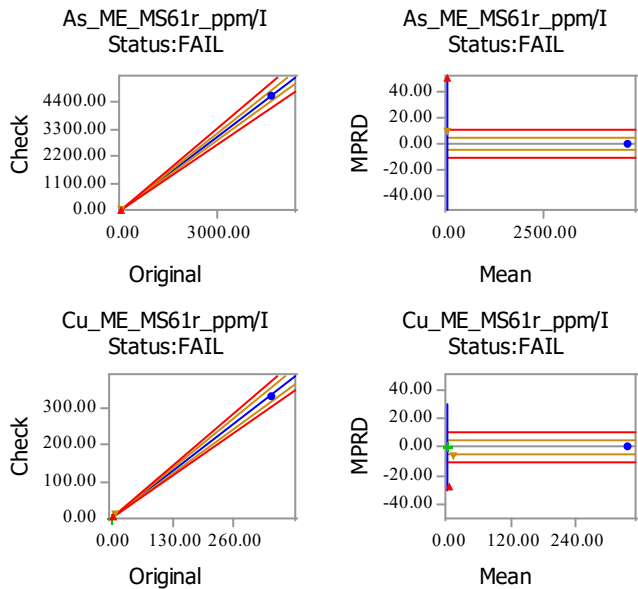 As_ME_MS61r_ppm/I
Status:FAIL
Check
4400.00
3300.00
2200.00
1100.00
0.00
0.00
3000.00
Original
As_ME_MS61r_ppm/I
Status:FAIL
MPRD
40.00
20.00
0.00
-20.00
-40.00
0.00
2500.00
Mean
Cu_ME_MS61r_ppm/I
Status:FAIL
Check
300.00
200.00
100.00
0.00
0.00
130.00
260.00
Original
Cu_ME_MS61r_ppm/I
Status:FAIL
MPRD
40.00
20.00
0.00
-20.00
-40.00
0.00
120.00
240.00
Mean